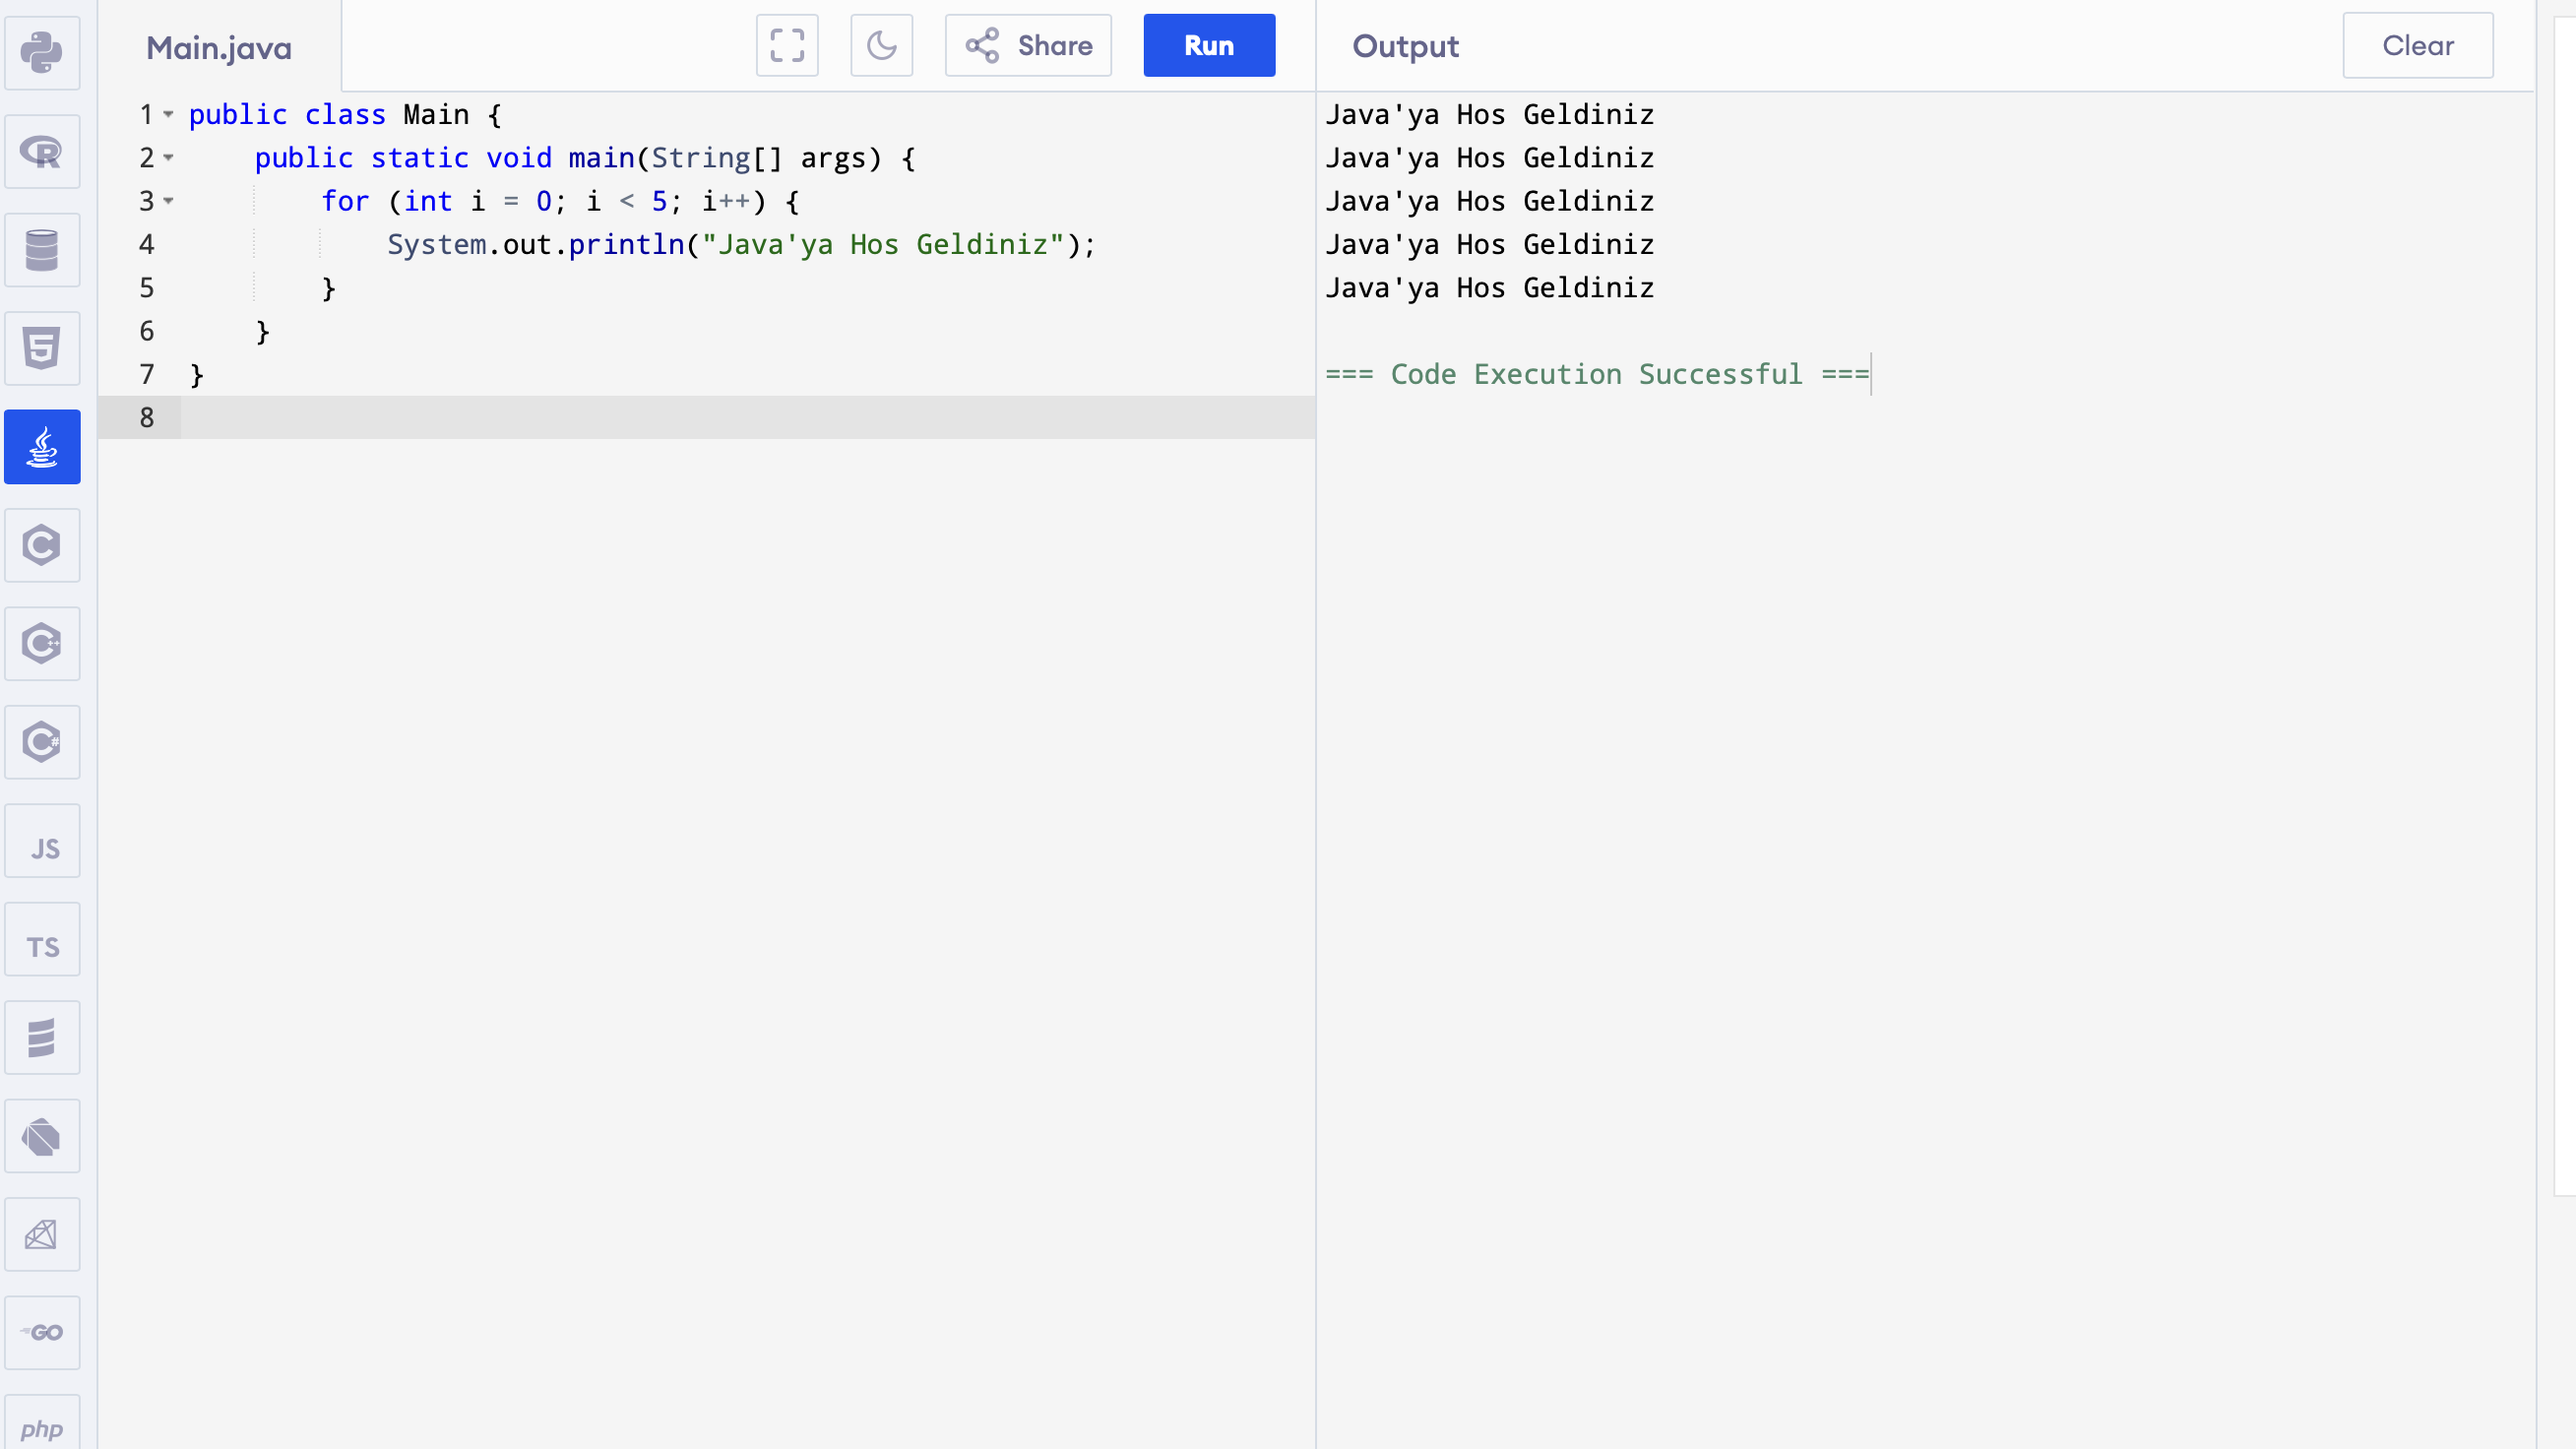 Main.java
Share
Run
Output
Clear
1 public class Main {
2     public static void main(String[] args) {
3         for (int i = 0; i < 5; i++) {
4             System.out.println("Java'ya Hos Geldiniz");
5         }
6     }
7 }
8
Java'ya Hos Geldiniz
Java'ya Hos Geldiniz
Java'ya Hos Geldiniz
Java'ya Hos Geldiniz
Java'ya Hos Geldiniz
=== Code Execution Successful ===
R
5
C
C++
C#
JS
TS
GO
php